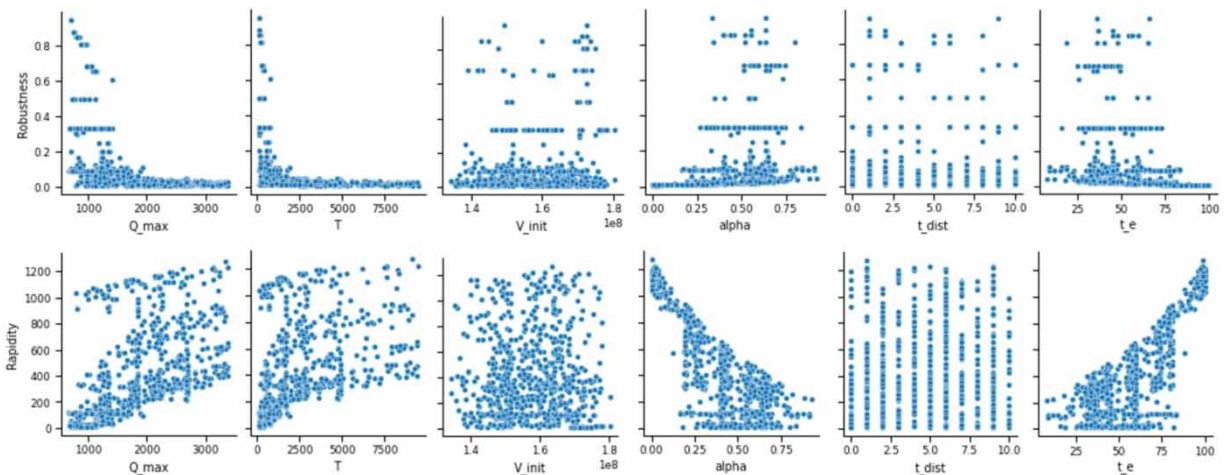 Robustness
0.8
0.6
0.4
0.2
0.0
1000 2000 3000
Q_max
0 2500 5000 7500
T
1.4 1.6 1.8
1e8
V_init
0.00 0.25 0.50 0.75
alpha
0.0 2.5 5.0 7.5 10.0
t_dist
25 50 75 100
t_e
Rapidity
1200
1000
800
600
400
200
0
1000 2000 3000
Q_max
0 2500 5000 7500
T
1.4 1.6 1.8
1e8
V_init
0.00 0.25 0.50 0.75
alpha
0.0 2.5 5.0 7.5 10.0
t_dist
25 50 75 100
t_e